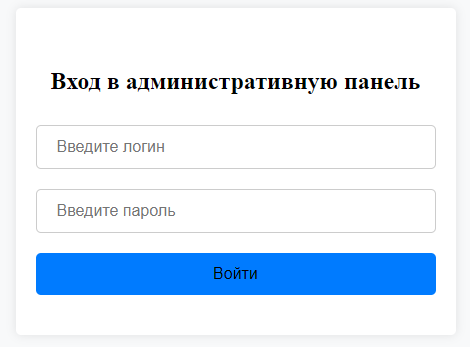 Вход в административную панель
Введите логин
Введите пароль
Войти